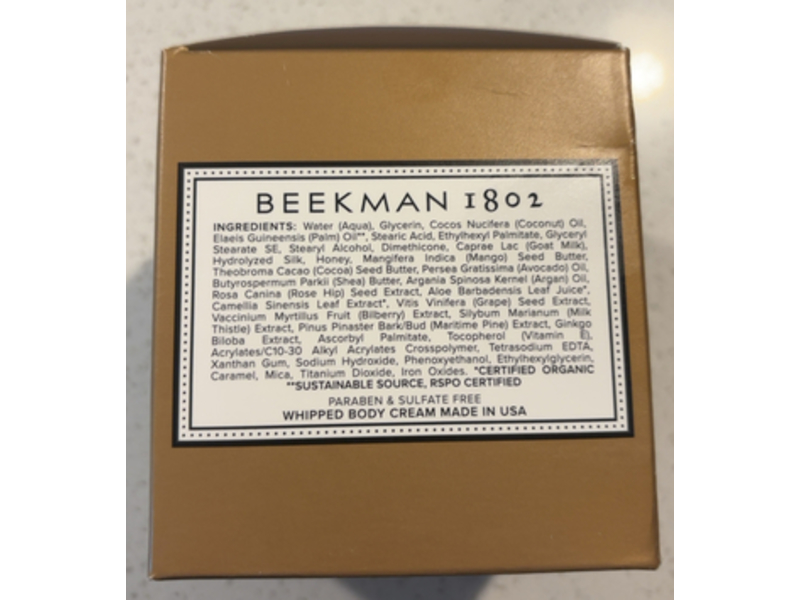 BEEKMAN 1802
INGREDIENTS: Water (Aqua), Glycerin, Cocos Nucifera (Coconut) Oil,
Elaeis Guineensis (Palm) Oil**, Stearic Acid, Ethylhexyl Palmitate, Glyceryl
Stearate SE, Stearyl Alcohol, Dimethicone, Caprae Lac (Goat Milk),
Hydrolyzed Silk, Honey, Mangifera Indica (Mango) Seed Butter,
Theobroma Cacao (Cocoa) Seed Butter, Persea Gratissima (Avocado) Oil,
Butyrospermum Parkii (Shea) Butter, Argania Spinosa Kernel (Argan) Oil,
Rosa Canina (Rose Hip) Seed Extract, Aloe Barbadensis Leaf Juice*,
Camellia Sinensis Leaf Extract*, Vitis Vinifera (Grape) Seed Extract,
Vaccinium Myrtillus Fruit (Bilberry) Extract, Silybum Marianum (Milk
Thistle) Extract, Pinus Pinaster Bark/Bud (Maritime Pine) Extract, Ginkgo
Biloba Extract, Ascorbyl Palmitate, Tocopherol (Vitamin E),
Acrylates/C10-30 Alkyl Acrylates Crosspolymer, Tetrasodium EDTA,
Xanthan Gum, Sodium Hydroxide, Phenoxyethanol, Ethylhexylglycerin,
Caramel, Mica, Titanium Dioxide, Iron Oxides. *CERTIFIED ORGANIC
**SUSTAINABLE SOURCE, RSPO CERTIFIED
PARABEN & SULFATE FREE
WHIPPED BODY CREAM MADE IN USA